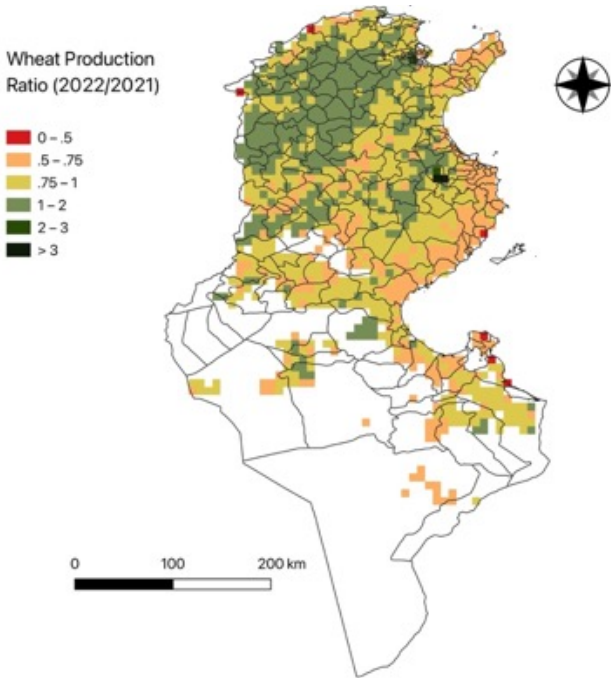 Wheat Production
Ratio (2022/2021)
0 – .5
.5 – .75
.75 – 1
1 – 2
2 – 3
> 3
0 100 200 km